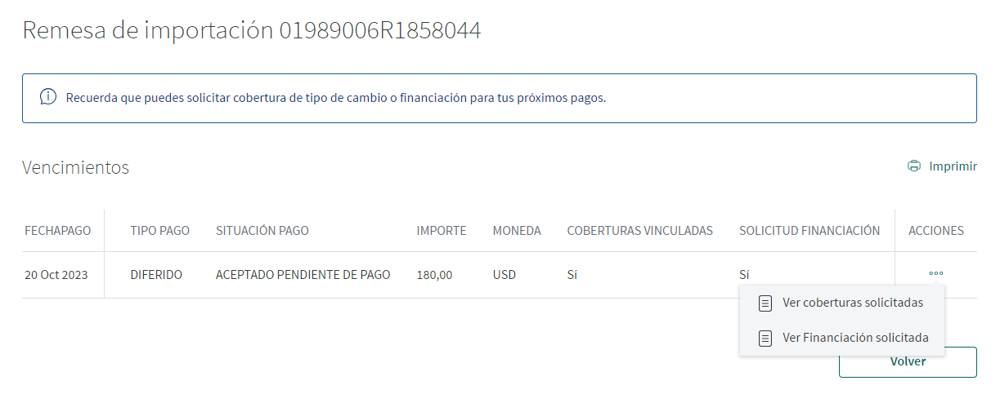 Remesa de importación 01989006R1858044
Recuerda que puedes solicitar cobertura de tipo de cambio o financiación para tus próximos pagos.
Vencimientos
Imprimir
FECHAPAGO TIPO PAGO SITUACIÓN PAGO IMPORTE MONEDA COBERTURAS VINCULADAS SOLICITUD FINANCIACIÓN ACCIONES
20 Oct 2023 DIFERIDO ACEPTADO PENDIENTE DE PAGO 180,00 USD Sí Sí
Ver coberturas solicitadas
Ver Financiación solicitada
Volver